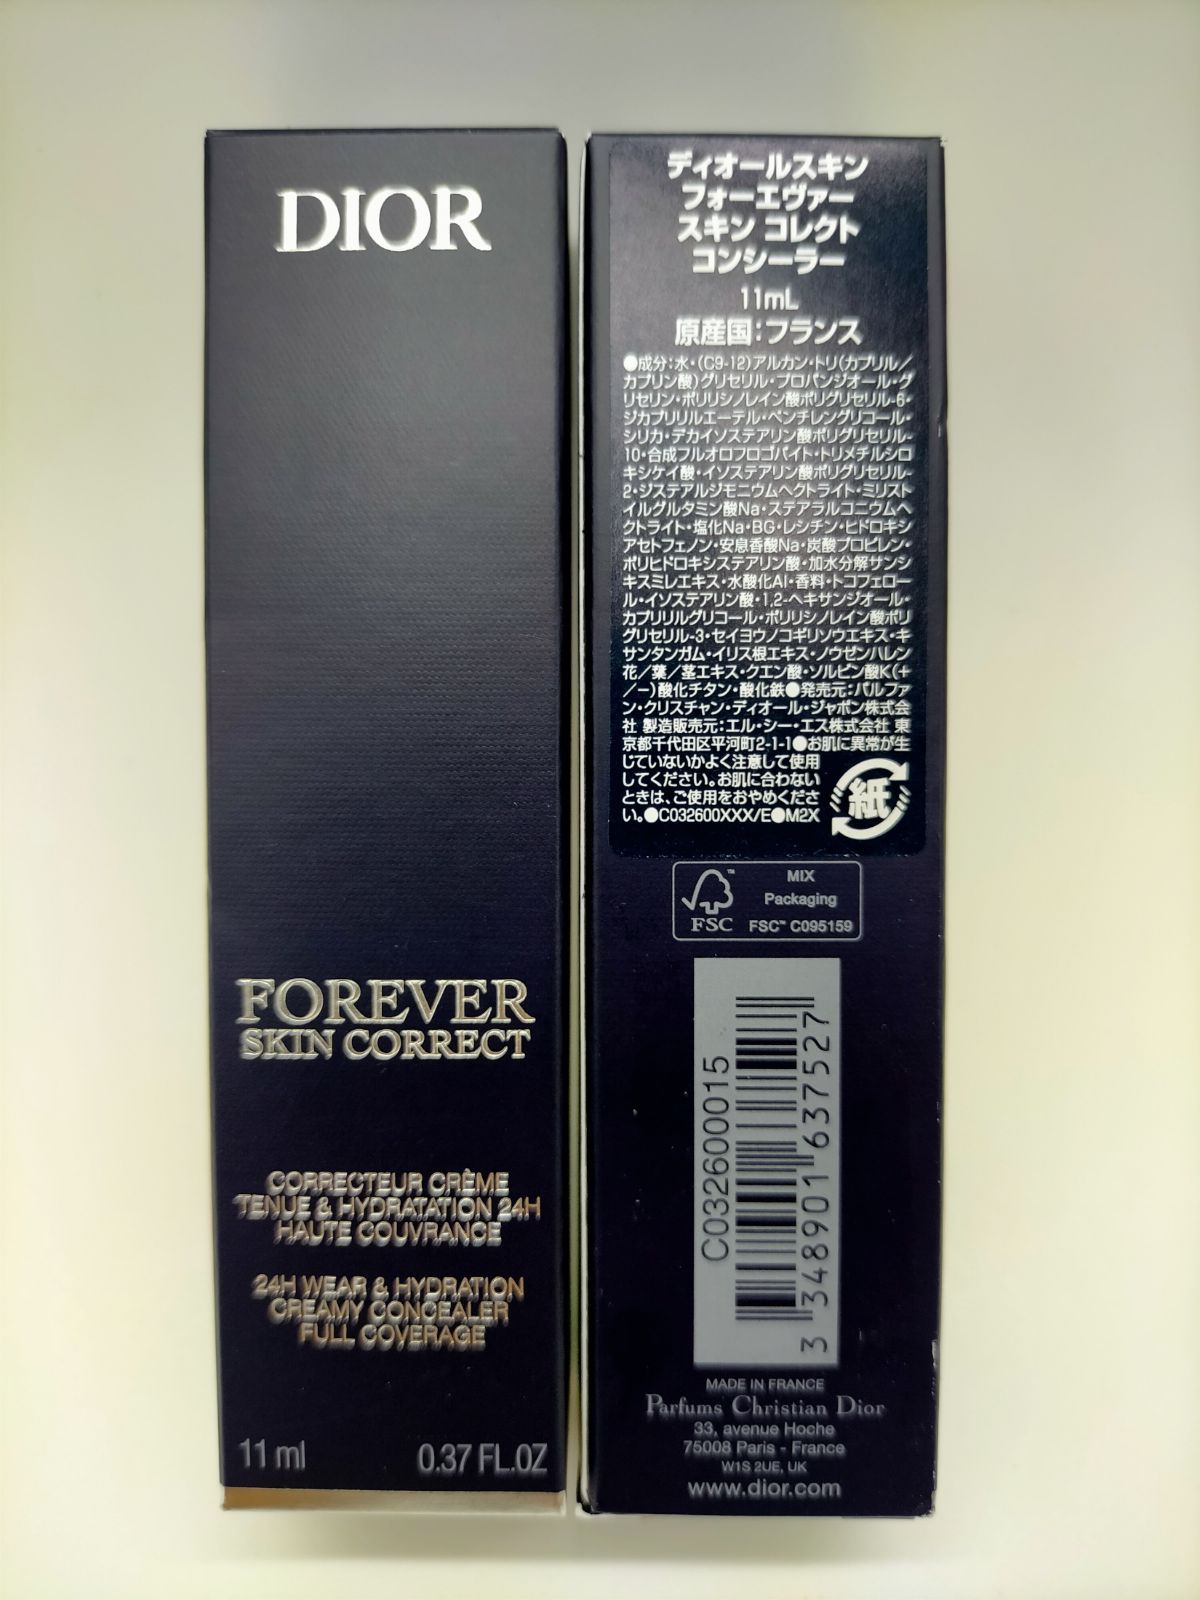 DIOR
FOREVER
SKIN CORRECT
CORRECTEUR CRÈME
TENUE & HYDRATATION 24H
HAUTE COUVRANCE
24H WEAR & HYDRATION
CREAMY CONCEALER
FULL COVERAGE
11 ml 0.37 FL.OZ
ディオールスキン
フォーエヴァー
スキン コレクト
コンシーラー
11mL
原産国:フランス
●成分:水・(C9-12)アルカン・トリ(カプリル/
カプリン酸)グリセリル・プロパンジオール・グ
リセリン・ポリリシノレイン酸ポリグリセリル-6・
ジカプリリルエーテル・ペンチレングリコール・
シリカ・デカイソステアリン酸ポリグリセリル-
10・合成フルオロフロゴパイト・トリメチルシロ
キシケイ酸・イソステアリン酸ポリグリセリル-
2・ジステアルジモニウムヘクトライト・ミリスト
イルグルタミン酸Na・ステアラルコニウムヘ
クトライト・塩化Na・BG・レシチン・ヒドロキシ
アセトフェノン・安息香酸Na・炭酸プロピレン・
ポリヒドロキシステアリン酸・加水分解サンシ
キスミレエキス・水酸化Al・香料・トコフェロー
ル・イソステアリン酸・1,2-ヘキサンジオール・
カプリリルグリコール・ポリリシノレイン酸ポリ
グリセリル-3・セイヨウノコギリソウエキス・キ
サンタンガム・イリス根エキス・ノウゼンハレン
花/葉/茎エキス・クエン酸・ソルビン酸K(+
/-)酸化チタン・酸化鉄●発売元:パルファ
ン・クリスチャン・ディオール・ジャポン株式会
社 製造販売元:エル・シー・エス株式会社 東
京都千代田区平河町2-1-1●お肌に異常が生
じていないかよく注意して使用
してください。お肌に合わない
ときは、ご使用をおやめくださ
い。●C032600XXX/E●M2X
紙
FSC
MIX
Packaging
FSC™ C095159
C032600015
3 348901 637527
MADE IN FRANCE
Parfums Christian Dior
33, avenue Hoche
75008 Paris - France
W1S 2UE, UK
www.dior.com